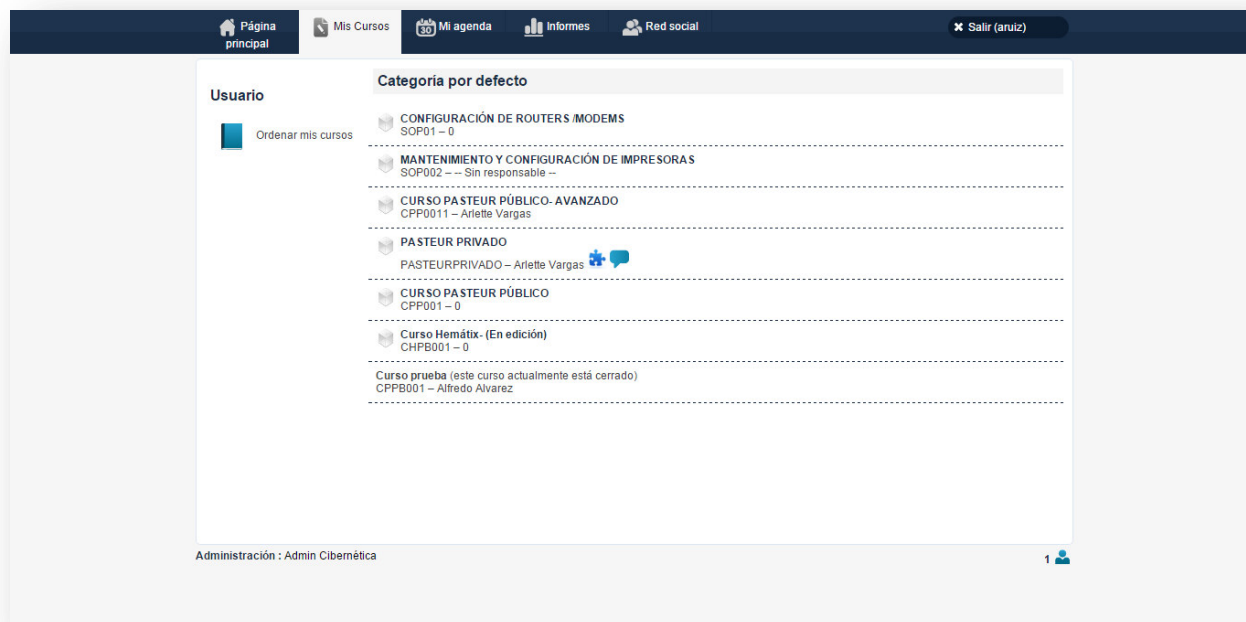 Página principal
Mis Cursos
30
Mi agenda
Informes
Red social
Salir (aruiz)
Usuario
Ordenar mis cursos
Categoría por defecto
CONFIGURACIÓN DE ROUTERS /MODEMS
SOP01 – 0
MANTENIMIENTO Y CONFIGURACIÓN DE IMPRESORAS
SOP002 – -- Sin responsable --
CURSO PASTEUR PÚBLICO- AVANZADO
CPP0011 – Arlette Vargas
PASTEUR PRIVADO
PASTEURPRIVADO – Arlette Vargas
CURSO PASTEUR PÚBLICO
CPP001 – 0
Curso Hemátix- (En edición)
CHPB001 – 0
Curso prueba (este curso actualmente está cerrado)
CPPB001 – Alfredo Alvarez
Administración : Admin Cibernética
1